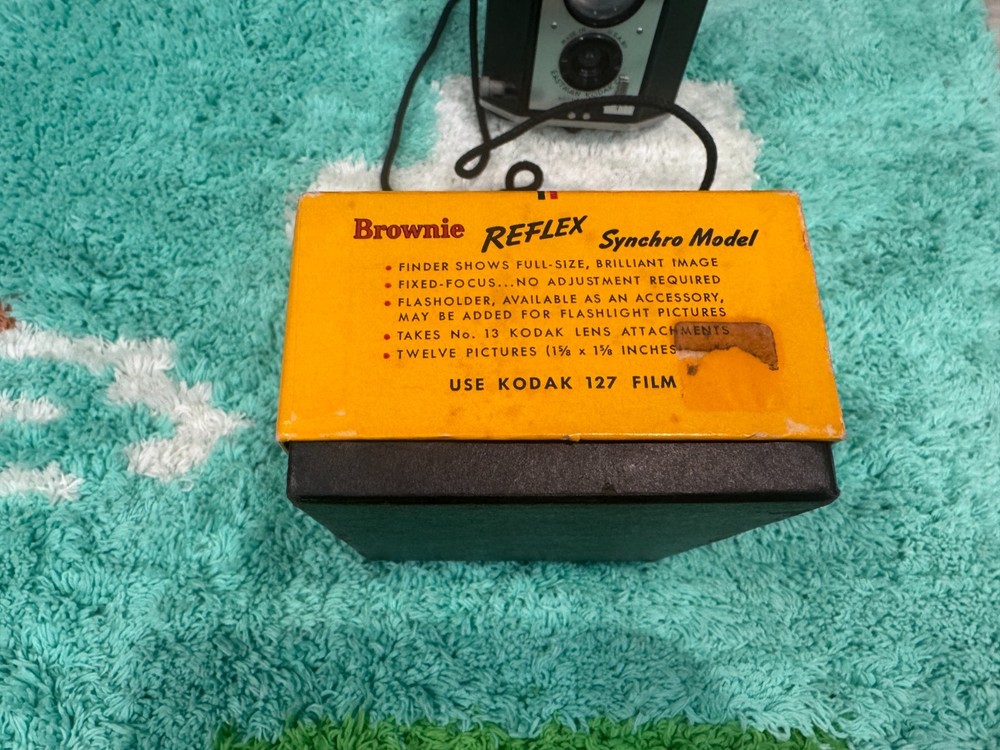 EASTMAN KODAK
Brownie REFLEX Synchro Model
• FINDER SHOWS FULL-SIZE, BRILLIANT IMAGE
• FIXED-FOCUS...NO ADJUSTMENT REQUIRED
• FLASHOLDER, AVAILABLE AS AN ACCESSORY,
MAY BE ADDED FOR FLASHLIGHT PICTURES
• TAKES No. 13 KODAK LENS ATTACHMENTS
• TWELVE PICTURES (1⅝ x 1⅝ INCHES
USE KODAK 127 FILM